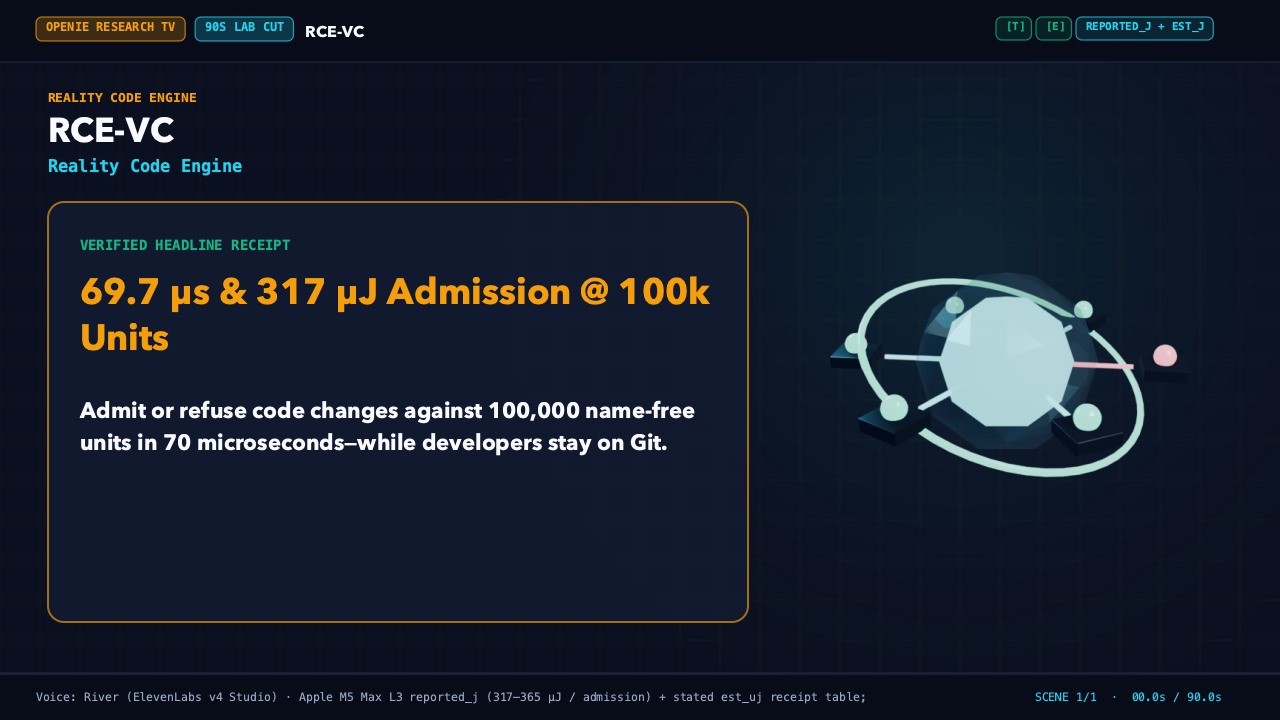 OPENIE RESEARCH TV 90S LAB CUT RCE-VC [T] [E] REPORTED_J + EST_J
REALITY CODE ENGINE
RCE-VC
Reality Code Engine
VERIFIED HEADLINE RECEIPT
69.7 µs & 317 µJ Admission @ 100k
Units
Admit or refuse code changes against 100,000 name-free
units in 70 microseconds—while developers stay on Git.
Voice: River (ElevenLabs v4 Studio) · Apple M5 Max L3 reported_j (317–365 µJ / admission) + stated est_uj receipt table; SCENE 1/1 · 00.0s / 90.0s